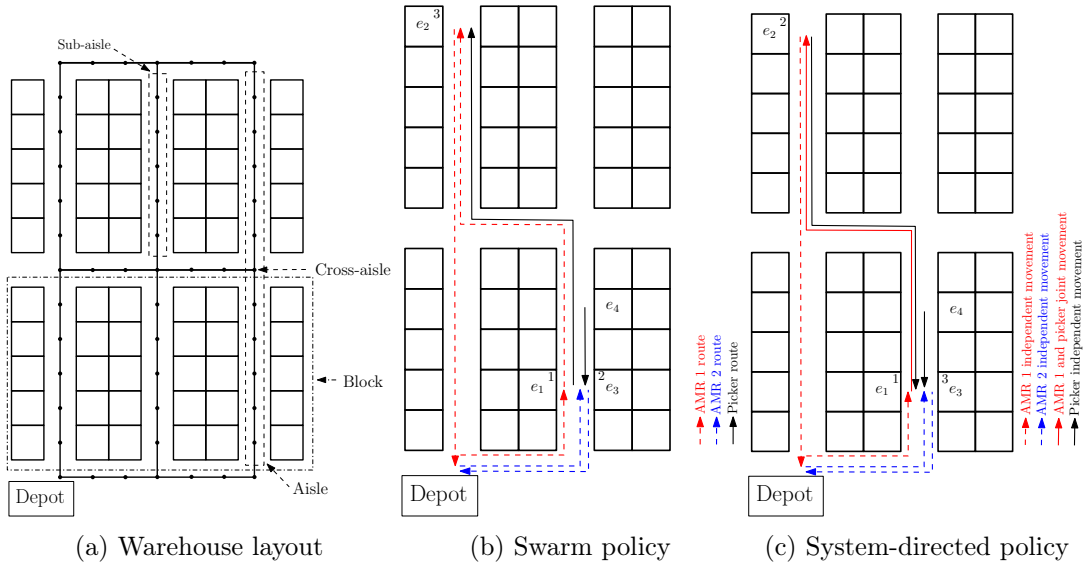 Sub-aisle
Cross-aisle
Block
Aisle
Depot
(a) Warehouse layout
e2 3
e4
e1 1
2 e3
Depot
AMR 1 route
AMR 2 route
Picker route
(b) Swarm policy
e2 2
e4
e1 1
3 e3
Depot
AMR 1 independent movement
AMR 2 independent movement
AMR 1 and picker joint movement
Picker independent movement
(c) System-directed policy